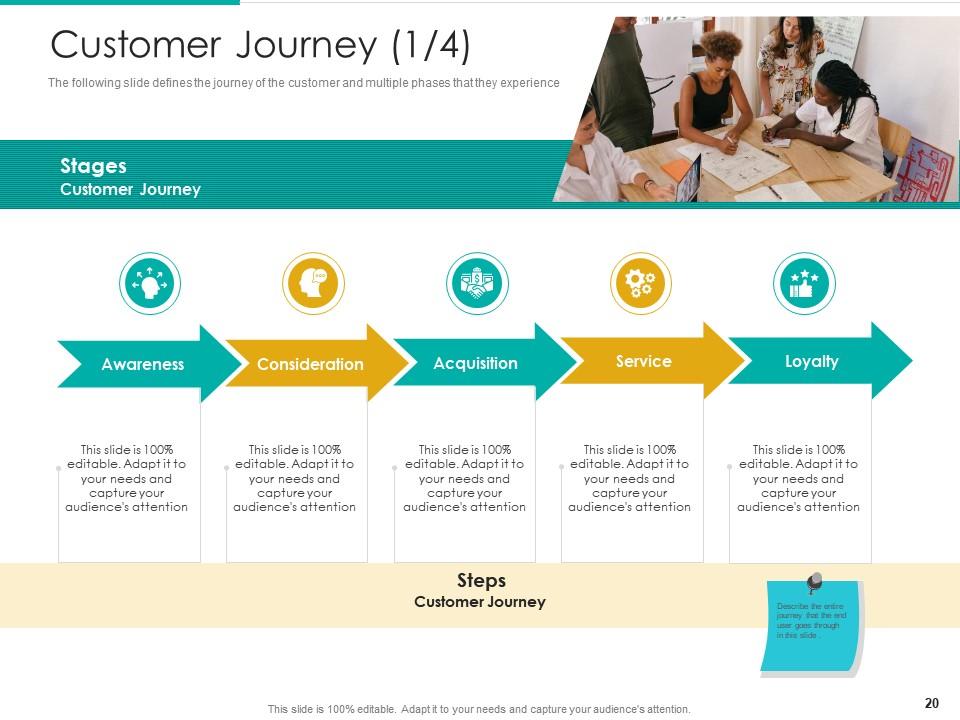 Customer Journey (1/4)
The following slide defines the journey of the customer and multiple phases that they experience
Stages
Customer Journey
Awareness
Consideration
Acquisition
Service
Loyalty
This slide is 100%
editable. Adapt it to
your needs and
capture your
audience's attention
This slide is 100%
editable. Adapt it to
your needs and
capture your
audience's attention
This slide is 100%
editable. Adapt it to
your needs and
capture your
audience's attention
This slide is 100%
editable. Adapt it to
your needs and
capture your
audience's attention
This slide is 100%
editable. Adapt it to
your needs and
capture your
audience's attention
Steps
Customer Journey
Describe the entire
journey that the end
user goes through
in this slide .
This slide is 100% editable. Adapt it to your needs and capture your audience's attention.
20